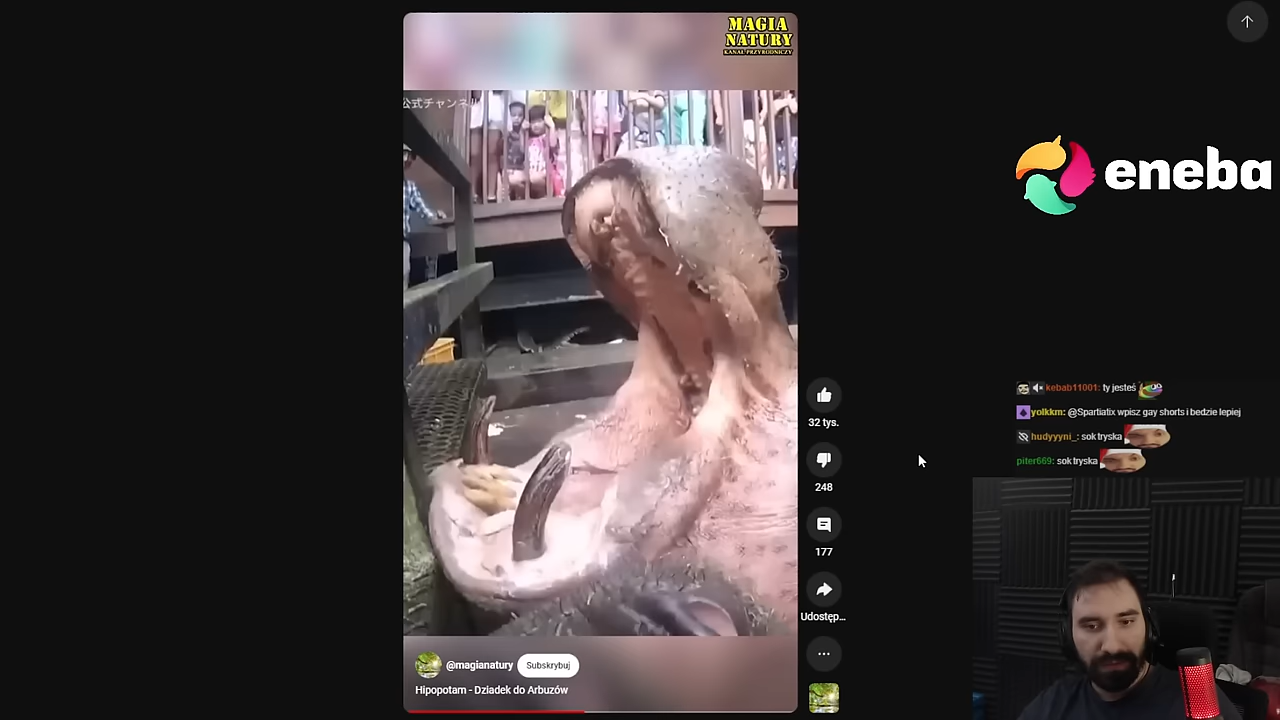 MAGIA
NATURY
KANAŁ PRZYRODNICZY
公式チャンネル
eneba
32 tys.
248
177
Udostęp...
@magianatury
Subskrybuj
Hipopotam - Dziadek do Arbuzów
kebab11001: ty jesteś
yolkkm: @Spartiatix wpisz gay shorts i bedzie lepiej
hudyyyni_: sok tryska
piter669: sok tryska